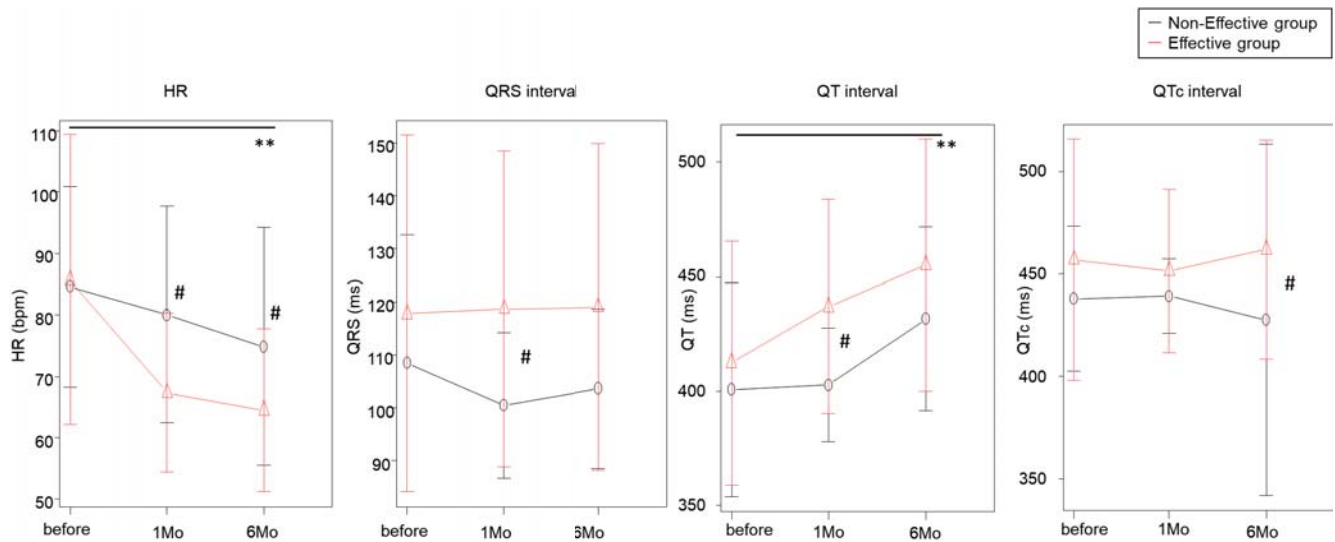 Non-Effective group
Effective group
HR
QRS interval
QT interval
QTc interval
HR (bpm)
110
100
90
80
70
60
50
**
#
#
before
1Mo
6Mo
QRS (ms)
150
140
130
120
110
100
90
#
before
1Mo
6Mo
QT (ms)
500
450
400
350
**
#
before
1Mo
6Mo
QTc (ms)
500
450
400
350
#
before
1Mo
6Mo